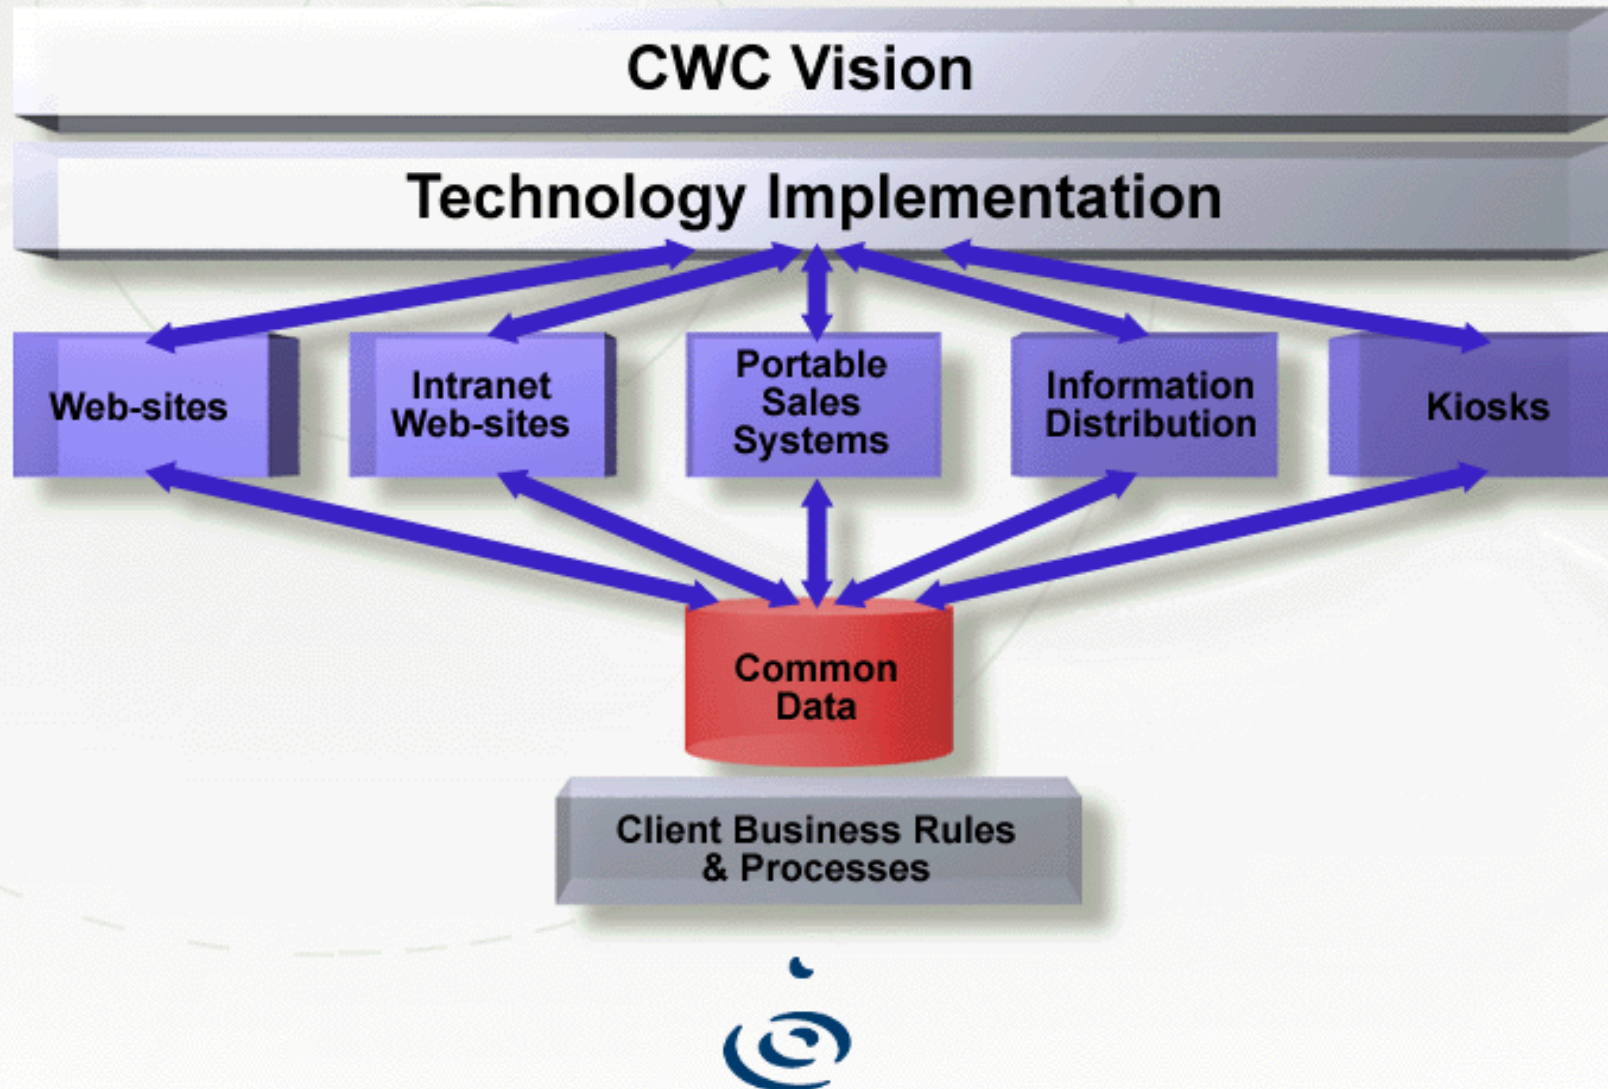 CWC Vision
Technology Implementation
Web-sites
Intranet
Web-sites
Portable
Sales
Systems
Information
Distribution
Kiosks
Common
Data
Client Business Rules
& Processes